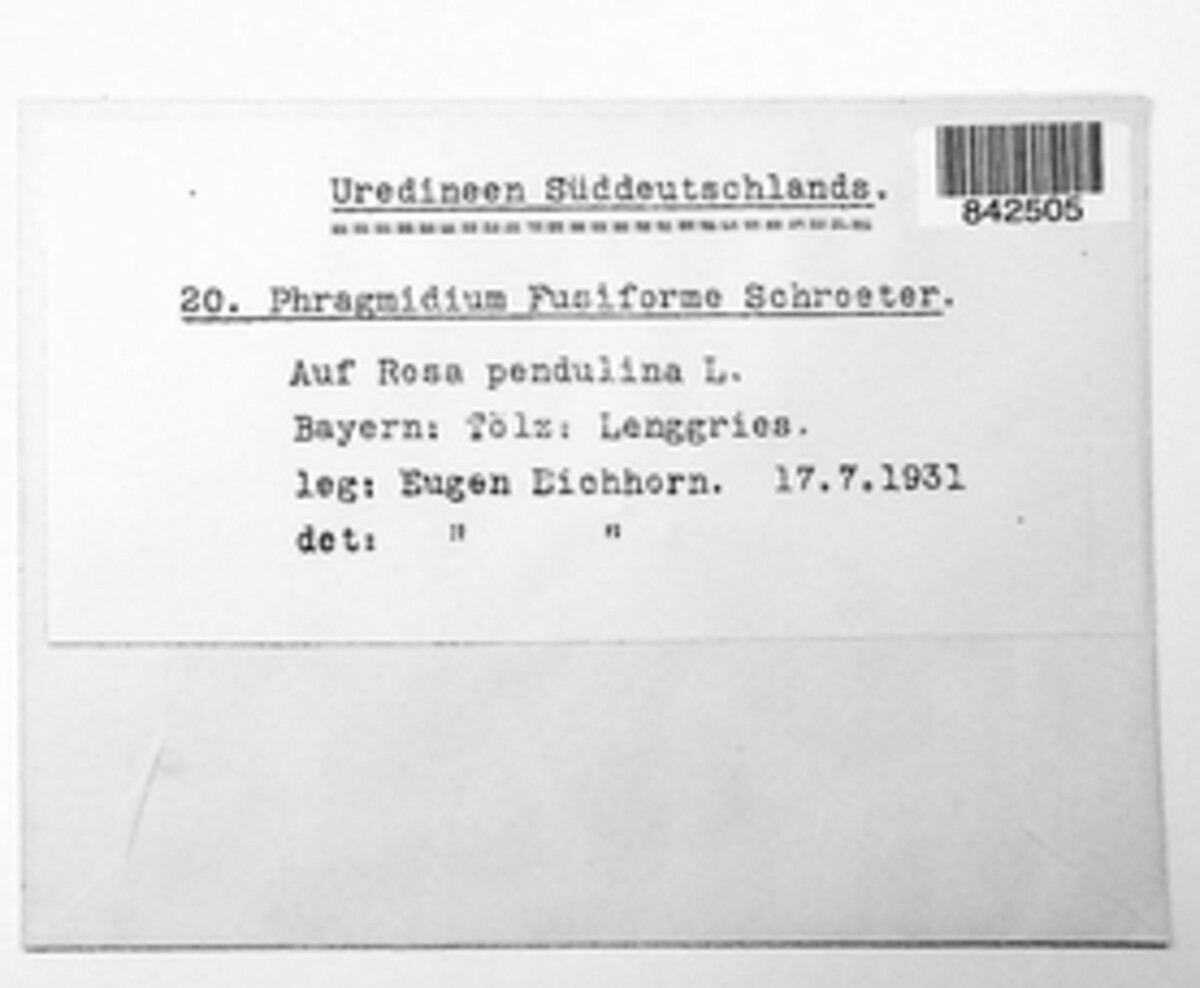 Uredineen Süddeutschlands.
842505
20. Phragmidium Fusiforme Schroeter.
Auf Rosa pendulina L.
Bayern: Tölz: Lenggries.
leg: Eugen Eichhorn. 17.7.1931
det: " "